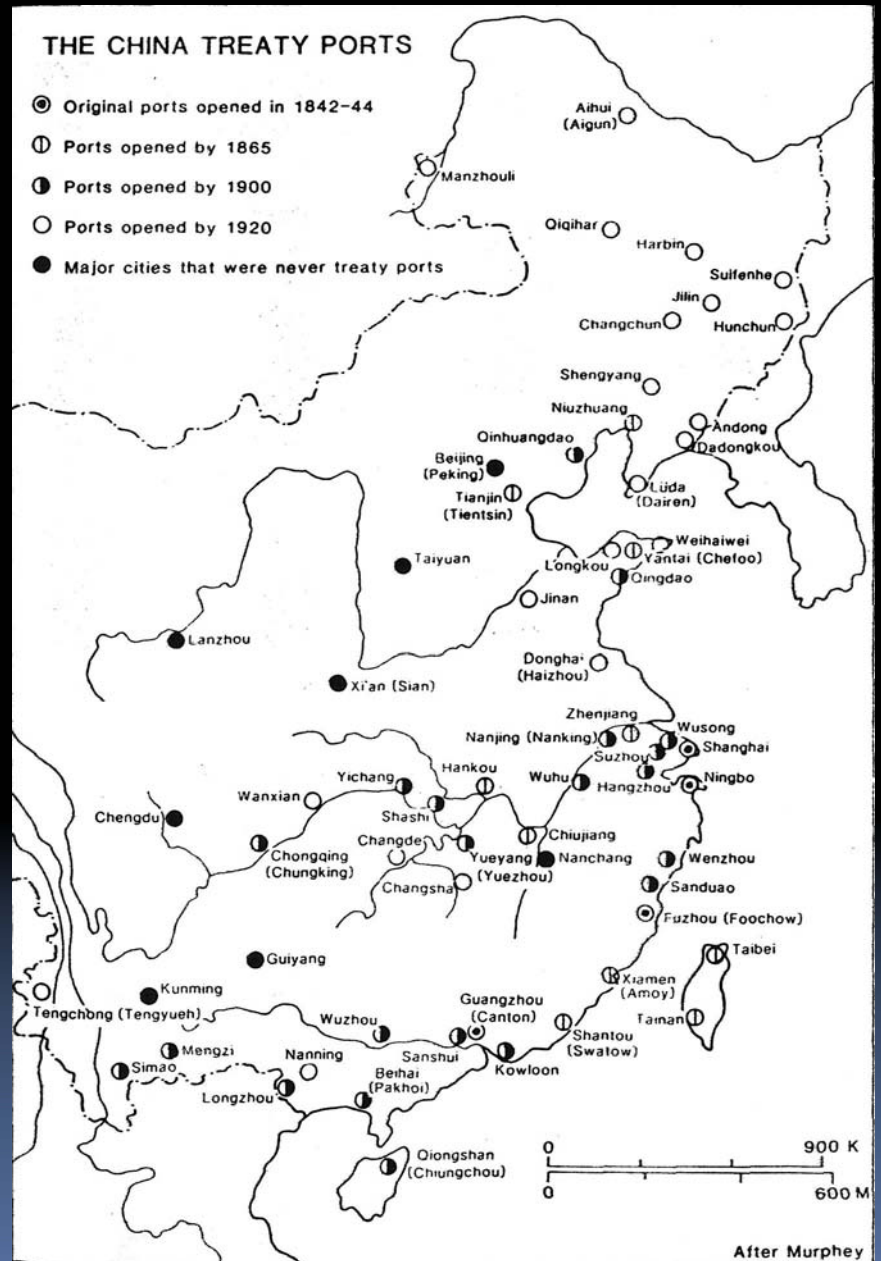 THE CHINA TREATY PORTS
Original ports opened in 1842-44
Ports opened by 1865
Ports opened by 1900
Ports opened by 1920
Major cities that were never treaty ports
Aihui
(Aigun)
Manzhouli
Qiqihar
Harbin
Suifenhe
Jilin
Changchun
Hunchun
Shengyang
Niuzhuang
Andong
Dadongkou
Qinhuangdao
Beijing
(Peking)
Tianjin
(Tientsin)
Lüda
(Dairen)
Weihaiwei
Longkou
Yantai (Chefoo)
Qingdao
Taiyuan
Jinan
Lanzhou
Donghai
(Haizhou)
Xi'an (Sian)
Zhenjiang
Nanjing (Nanking)
Wusong
Suzhou
Shanghai
Hankou
Wuhu
Hangzhou
Ningbo
Yichang
Wanxian
Shashi
Chengdu
Chiujiang
Chongqing
(Chungking)
Changde
Yueyang
(Yuezhou)
Nanchang
Wenzhou
Changsha
Sanduao
Fuzhou (Foochow)
Guiyang
Taibei
Xiamen
(Amoy)
Kunming
Tengchong (Tengyueh)
Guangzhou
(Canton)
Wuzhou
Tainan
Shantou
(Swatow)
Mengzi
Nanning
Sanshui
Kowloon
Simao
Beihai
(Pakhoi)
Longzhou
Qiongshan
(Chiungchou)
0 900 K
0 600 M
After Murphey